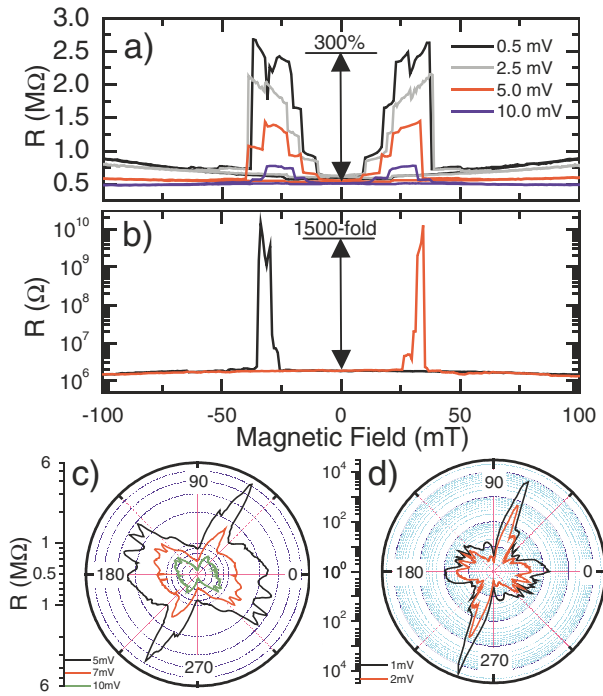 a)
R (MΩ)
3.0
2.5
2.0
1.5
1.0
0.5
300%
0.5 mV
2.5 mV
5.0 mV
10.0 mV
b)
R (Ω)
10^10
10^9
10^8
10^7
10^6
1500-fold
-100
-50
0
50
100
Magnetic Field (mT)
c)
R (MΩ)
6
1
0.5
1
6
90
180
0
270
5mV
7mV
10mV
d)
10^4
10^2
10^0
10^2
10^4
90
180
0
270
1mV
2mV